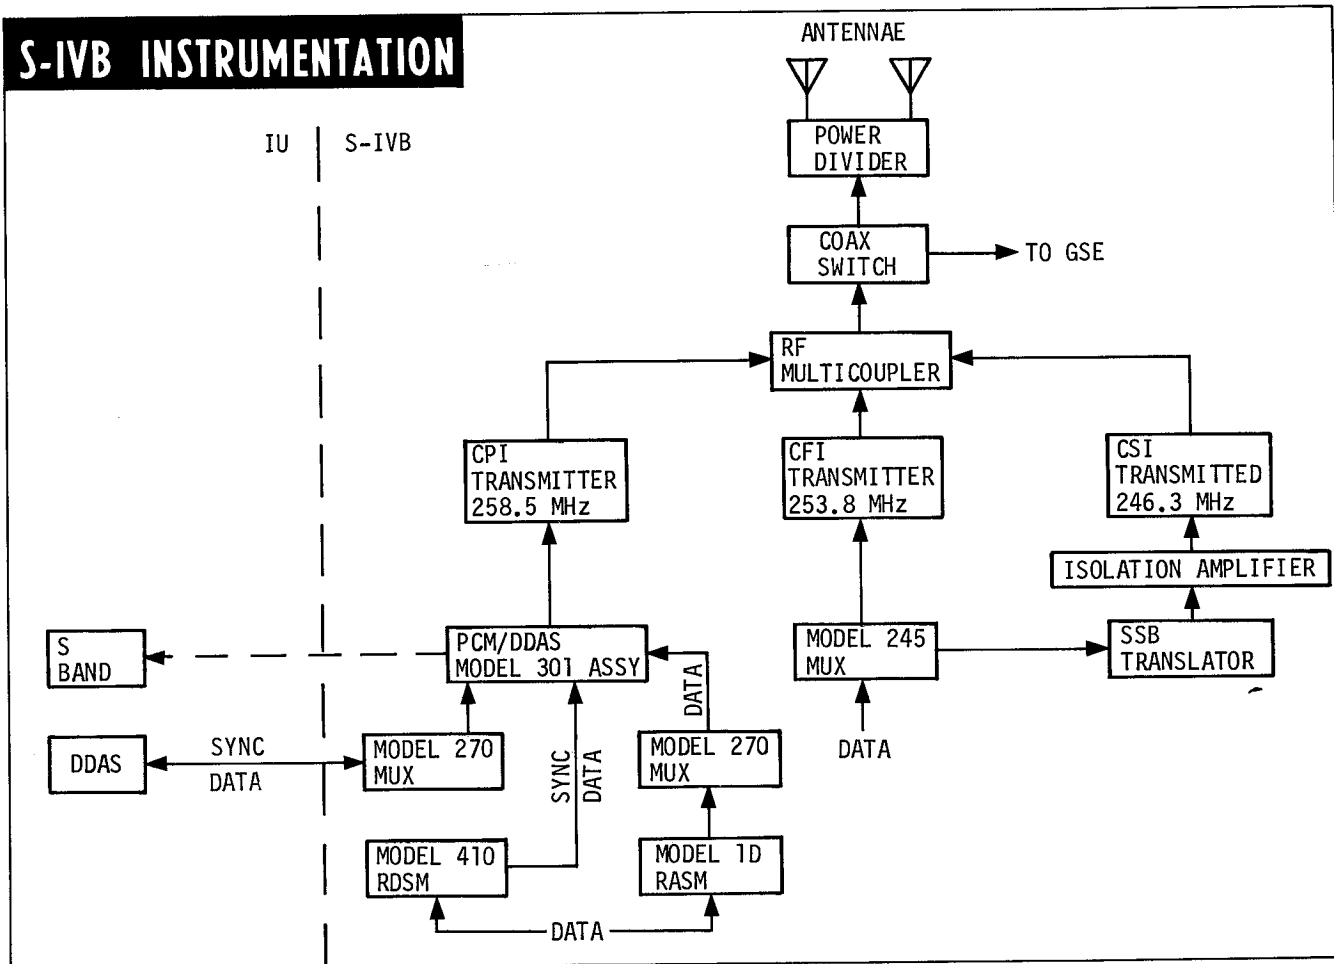 S-IVB INSTRUMENTATION
ANTENNAE
IU
S-IVB
POWER
DIVIDER
COAX
SWITCH
TO GSE
RF
MULTICOUPLER
CPI
TRANSMITTER
258.5 MHz
CFI
TRANSMITTER
253.8 MHz
CSI
TRANSMITTED
246.3 MHz
ISOLATION AMPLIFIER
S
BAND
PCM/DDAS
MODEL 301 ASSY
MODEL 245
MUX
SSB
TRANSLATOR
DATA
DDAS
SYNC
DATA
MODEL 270
MUX
SYNC
DATA
MODEL 270
MUX
DATA
MODEL 410
RDSM
MODEL 1D
RASM
DATA